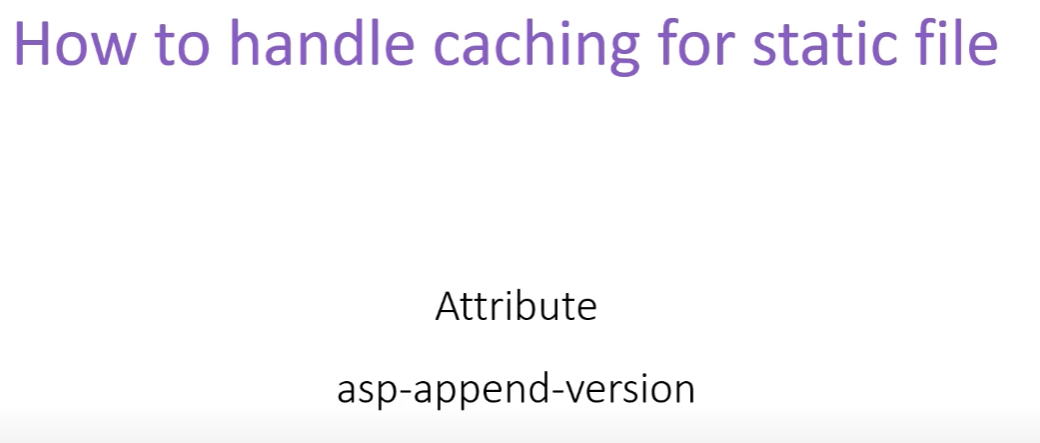 How to handle caching for static file
Attribute
asp-append-version